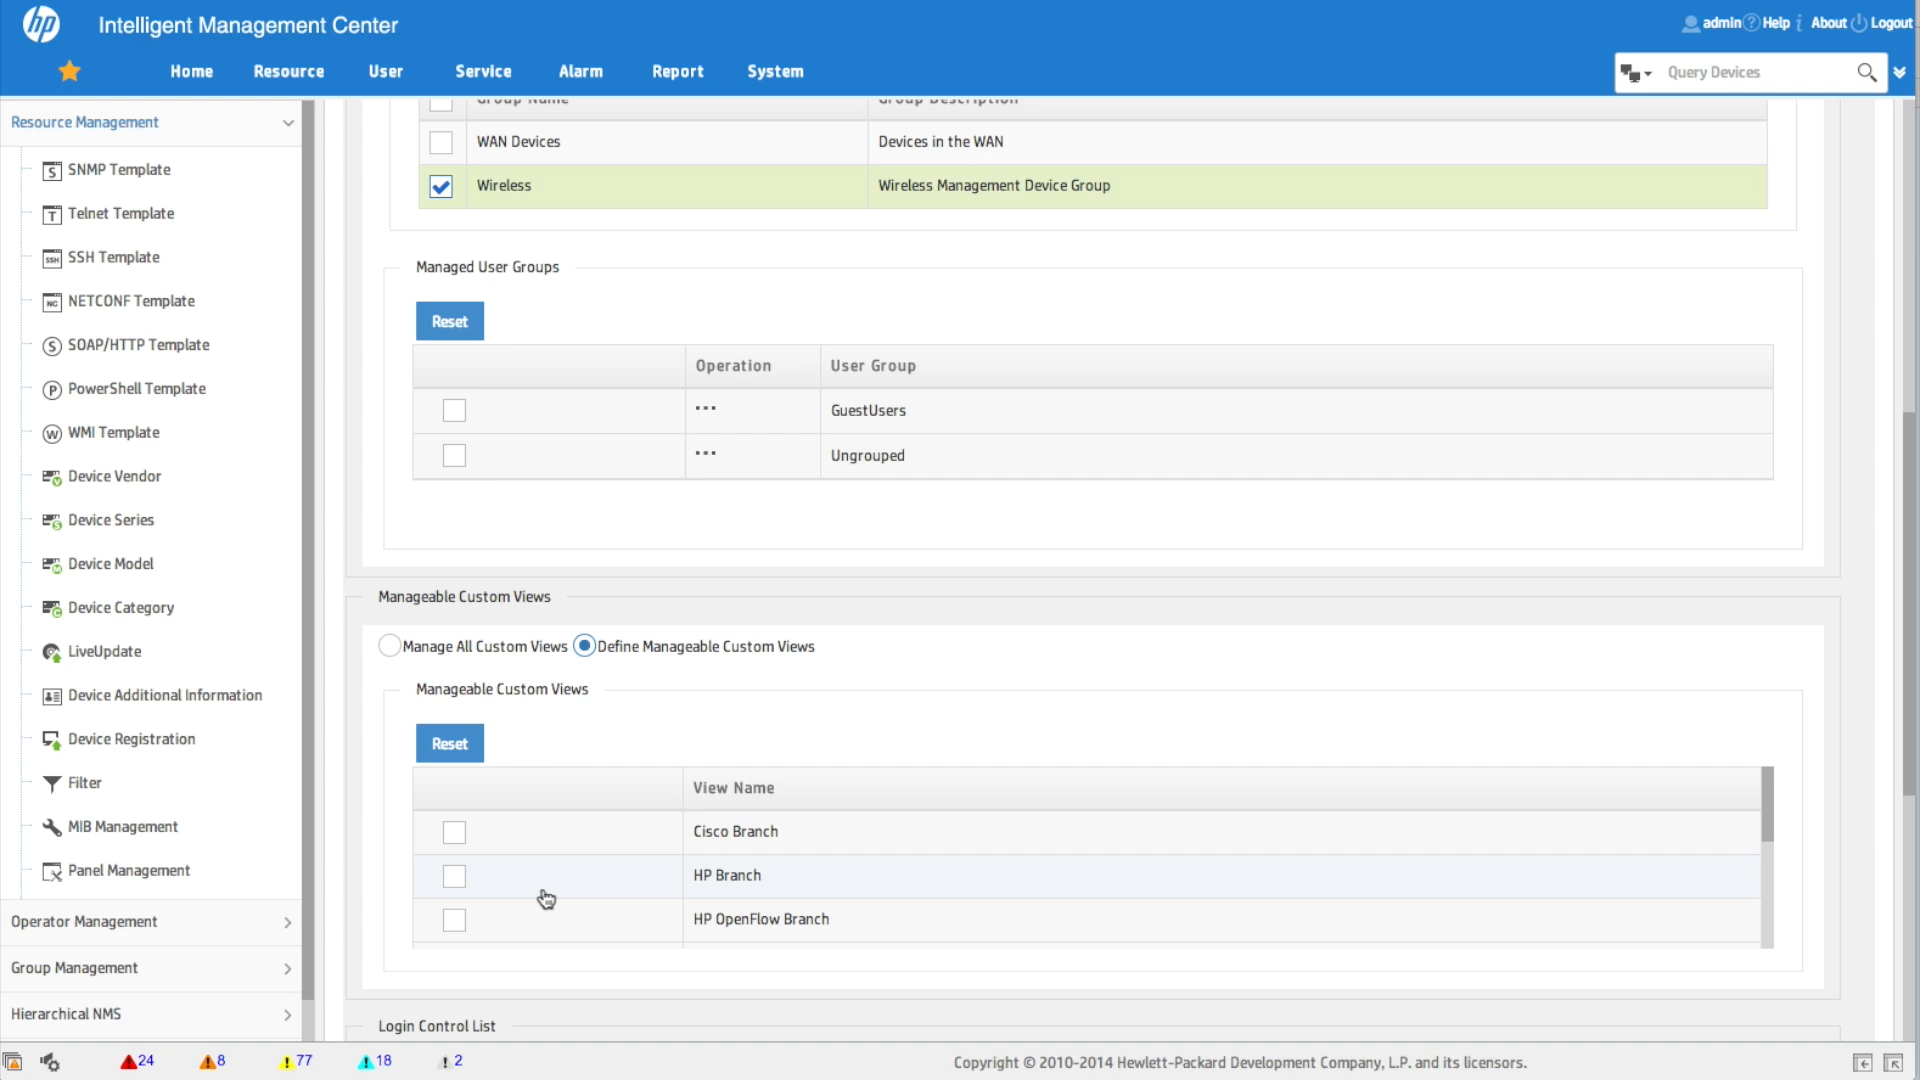 hp Intelligent Management Center
admin Help About Logout
Home Resource User Service Alarm Report System
Query Devices
Resource Management
SNMP Template
Telnet Template
SSH Template
NETCONF Template
SOAP/HTTP Template
PowerShell Template
WMI Template
Device Vendor
Device Series
Device Model
Device Category
LiveUpdate
Device Additional Information
Device Registration
Filter
MIB Management
Panel Management
Operator Management
Group Management
Hierarchical NMS
Group Name Group Description
WAN Devices Devices in the WAN
Wireless Wireless Management Device Group
Managed User Groups
Reset
Operation User Group
••• GuestUsers
••• Ungrouped
Manageable Custom Views
Manage All Custom Views Define Manageable Custom Views
Manageable Custom Views
Reset
View Name
Cisco Branch
HP Branch
HP OpenFlow Branch
Login Control List
24 8 77 18 2
Copyright © 2010-2014 Hewlett-Packard Development Company, L.P. and its licensors.